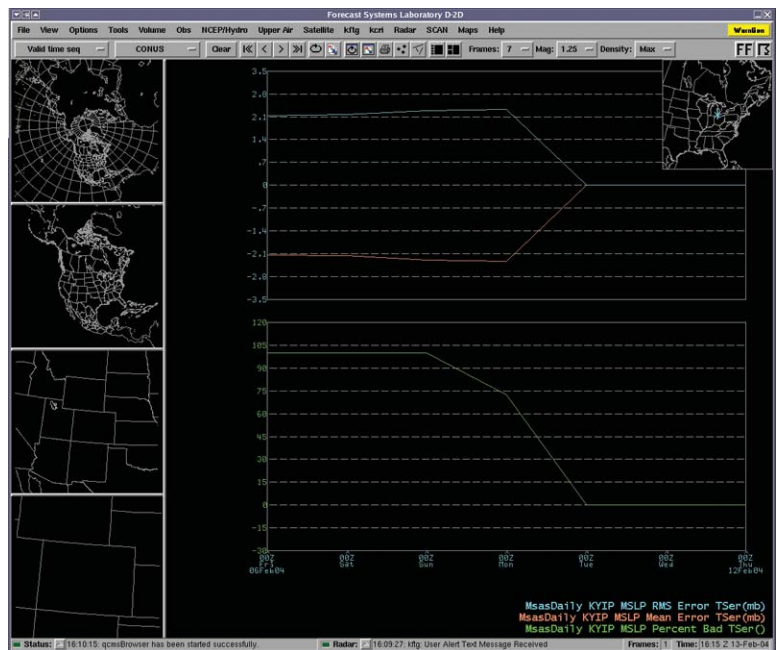 Forecast Systems Laboratory D-2D
File View Options Tools Volume Obs NCEP/Hydro Upper Air Satellite kftg kcri Radar SCAN Maps Help
Valid time seq CONUS Clear Frames: 7 Mag: 1.25 Density: Max FF
3.5
2.8
2.1
1.4
.7
0
-.7
-1.4
-2.1
-2.8
-3.5
120
105
90
75
60
45
30
15
0
-15
-30
00Z 00Z 00Z 00Z 00Z 00Z 00Z
Fri Sat Sun Mon Tue Wed Thu
06Feb04 12Feb04
MsasDaily KYIP MSLP RMS Error TSer(mb)
MsasDaily KYIP MSLP Mean Error TSer(mb)
MsasDaily KYIP MSLP Percent Bad TSer()
Status: 16:10:15: qcmsBrowser has been started successfully. Radar: 16:09:27: kftg: User Alert Text Message Received Frames: 1 Time: 16:15 Z 13-Feb-04